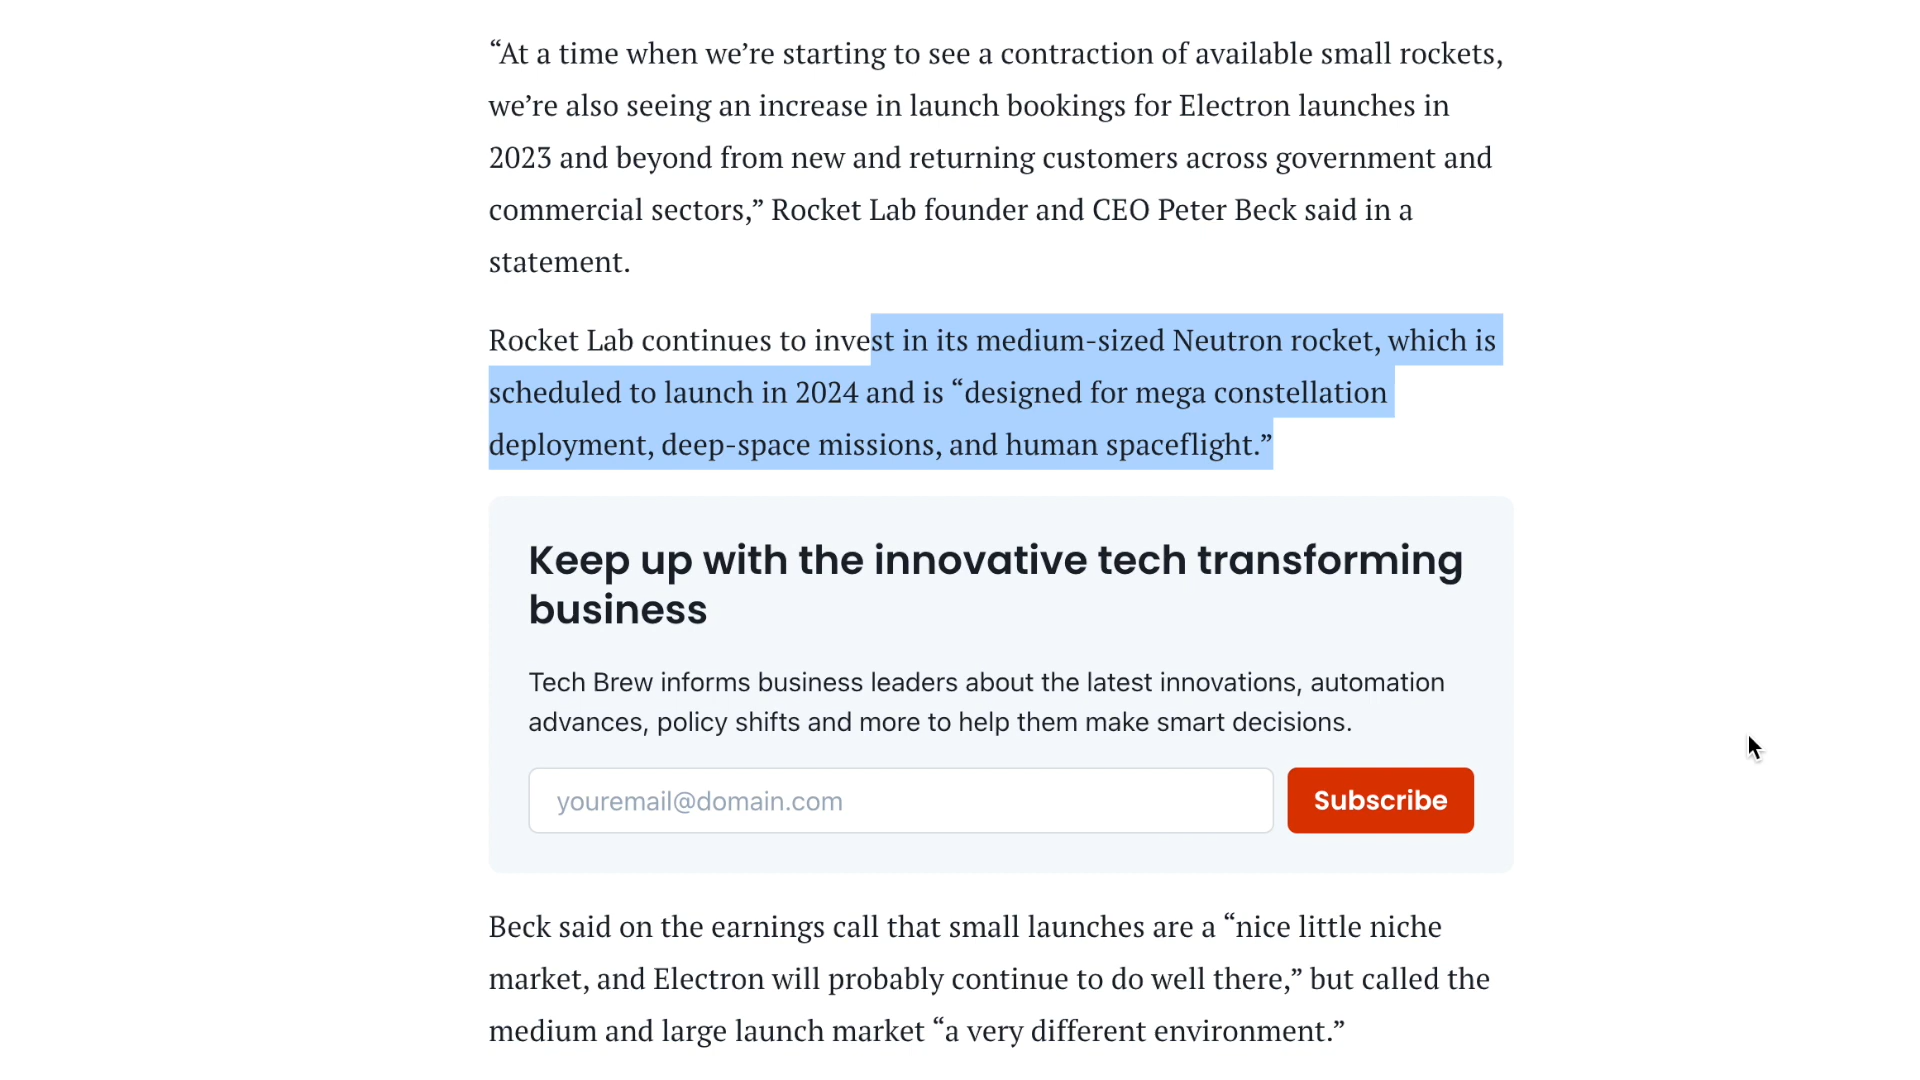 “At a time when we’re starting to see a contraction of available small rockets,
we’re also seeing an increase in launch bookings for Electron launches in
2023 and beyond from new and returning customers across government and
commercial sectors,” Rocket Lab founder and CEO Peter Beck said in a
statement.
Rocket Lab continues to invest in its medium-sized Neutron rocket, which is
scheduled to launch in 2024 and is “designed for mega constellation
deployment, deep-space missions, and human spaceflight.”
Keep up with the innovative tech transforming
business
Tech Brew informs business leaders about the latest innovations, automation
advances, policy shifts and more to help them make smart decisions.
youremail@domain.com
Subscribe
Beck said on the earnings call that small launches are a “nice little niche
market, and Electron will probably continue to do well there,” but called the
medium and large launch market “a very different environment.”